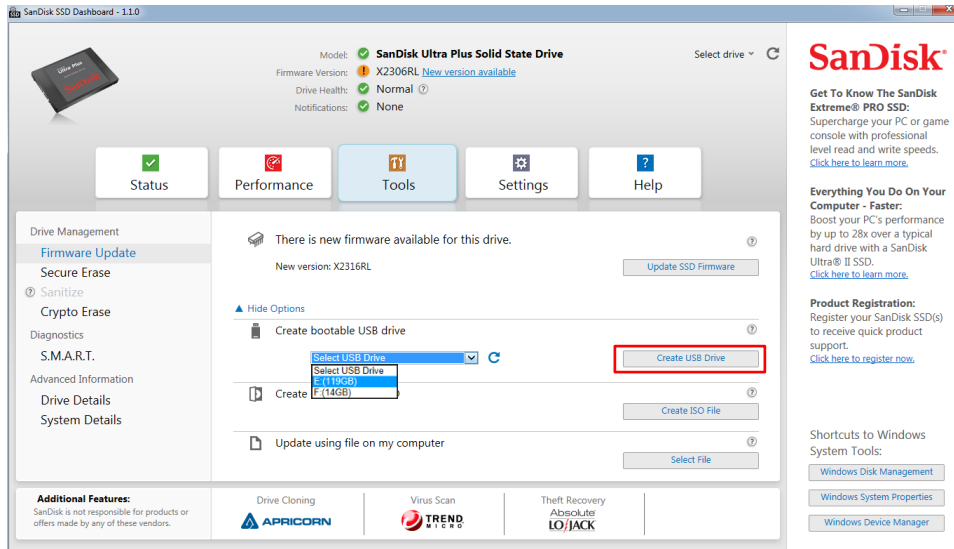 SanDisk SSD Dashboard - 1.1.0
Model: SanDisk Ultra Plus Solid State Drive
Select drive
Firmware Version: X2306RL New version available
Drive Health: Normal
Notifications: None
Ultra Plus
SanDisk
Status
Performance
Tools
Settings
Help
Drive Management
Firmware Update
Secure Erase
Sanitize
Crypto Erase
Diagnostics
S.M.A.R.T.
Advanced Information
Drive Details
System Details
There is new firmware available for this drive.
New version: X2316RL
Update SSD Firmware
Hide Options
Create bootable USB drive
Select USB Drive
Create USB Drive
Select USB Drive
E:(119GB)
F:(14GB)
Create
Create ISO File
Update using file on my computer
Select File
Additional Features:
SanDisk is not responsible for products or
offers made by any of these vendors.
Drive Cloning
APRICORN
Virus Scan
TREND
MICRO
Theft Recovery
Absolute
LO/JACK
SanDisk
Get To Know The SanDisk
Extreme® PRO SSD:
Supercharge your PC or game
console with professional
level read and write speeds.
Click here to learn more.
Everything You Do On Your
Computer - Faster:
Boost your PC's performance
by up to 28x over a typical
hard drive with a SanDisk
Ultra® II SSD.
Click here to learn more.
Product Registration:
Register your SanDisk SSD(s)
to receive quick product
support.
Click here to register now.
Shortcuts to Windows
System Tools:
Windows Disk Management
Windows System Properties
Windows Device Manager